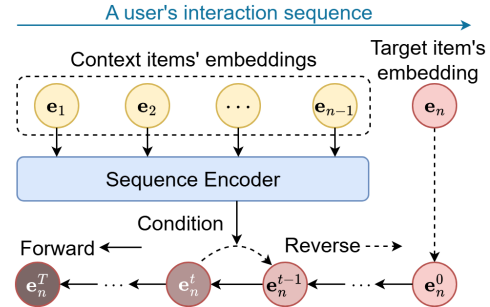 A user's interaction sequence
Context items' embeddings
Target item's
embedding
e₁ e₂ ⋯ eₙ₋₁ eₙ
Sequence Encoder
Condition
Forward Reverse
eₙᵀ ⋯ eₙᵗ eₙᵗ⁻¹ ⋯ eₙ⁰